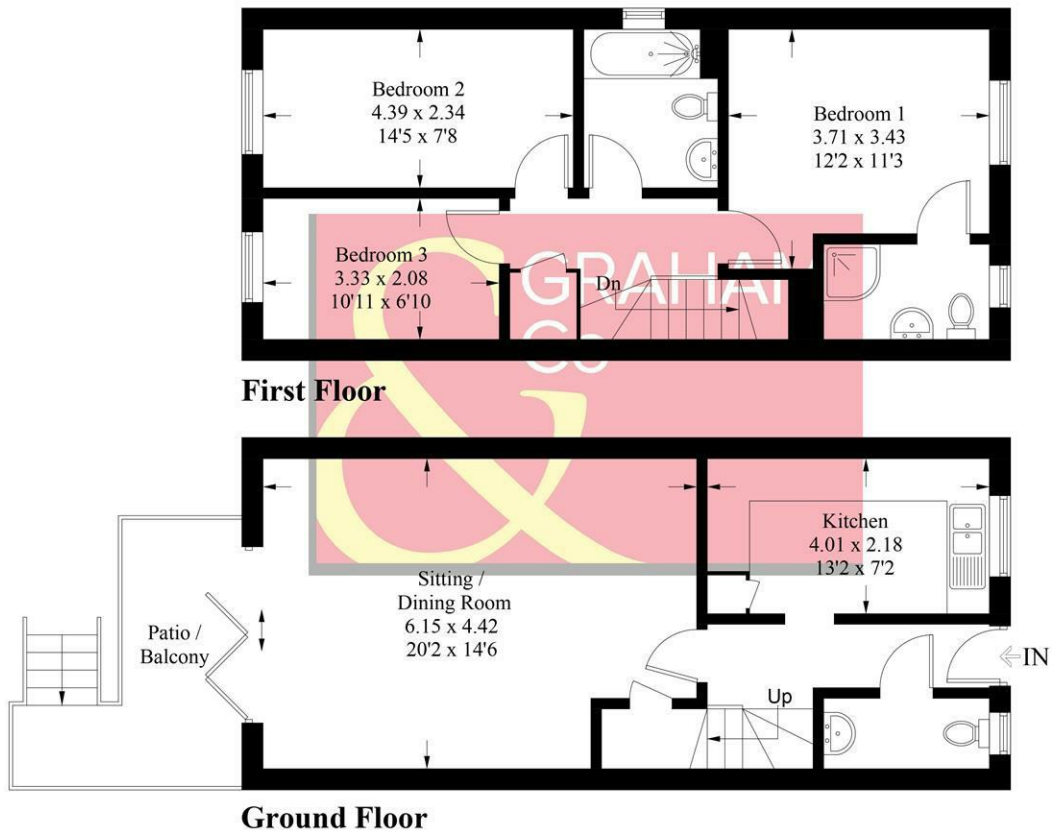 Bedroom 2
4.39 x 2.34
14'5 x 7'8
Bedroom 1
3.71 x 3.43
12'2 x 11'3
Bedroom 3
3.33 x 2.08
10'11 x 6'10
Dn
&
GRAHAM
Co
First Floor
Kitchen
4.01 x 2.18
13'2 x 7'2
Sitting /
Dining Room
6.15 x 4.42
20'2 x 14'6
Patio /
Balcony
IN
Up
Ground Floor